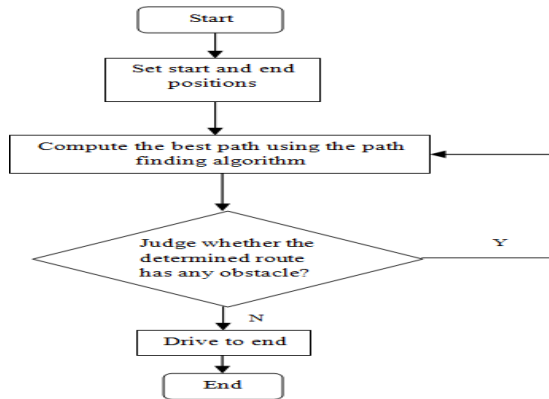 Start
Set start and end
positions
Compute the best path using the path
finding algorithm
Judge whether the
determined route
has any obstacle?
Y
N
Drive to end
End